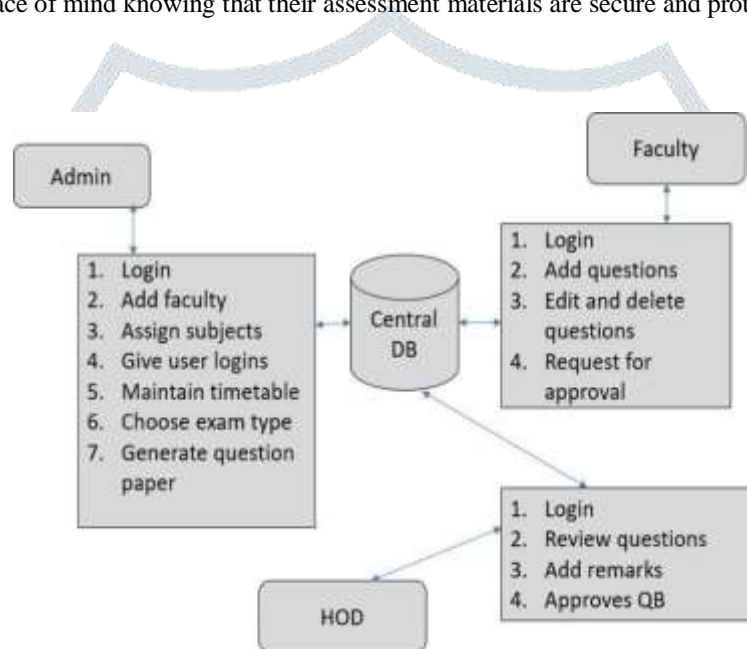 ace of mind knowing that their assessment materials are secure and prot
Admin
Faculty
1. Login
2. Add faculty
3. Assign subjects
4. Give user logins
5. Maintain timetable
6. Choose exam type
7. Generate question
paper
Central
DB
1. Login
2. Add questions
3. Edit and delete
questions
4. Request for
approval
1. Login
2. Review questions
3. Add remarks
4. Approves QB
HOD